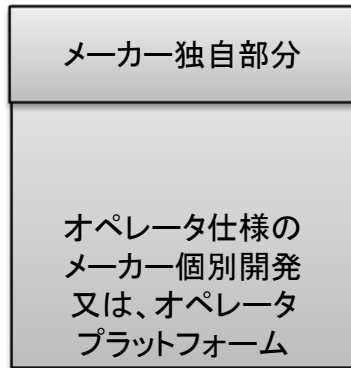 メーカー独自部分
オペレータ仕様の
メーカー個別開発
又は、オペレータ
プラットフォーム